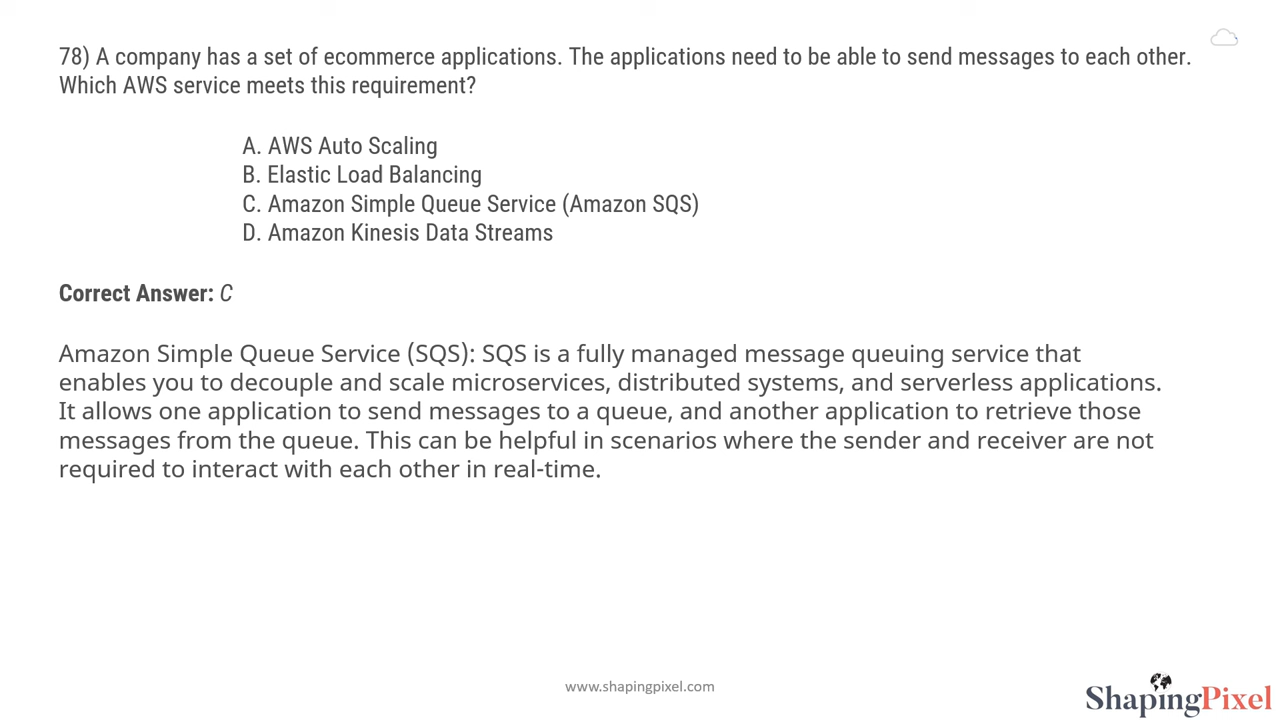 78) A company has a set of ecommerce applications. The applications need to be able to send messages to each other.
Which AWS service meets this requirement?
A. AWS Auto Scaling
B. Elastic Load Balancing
C. Amazon Simple Queue Service (Amazon SQS)
D. Amazon Kinesis Data Streams
Correct Answer: C
Amazon Simple Queue Service (SQS): SQS is a fully managed message queuing service that
enables you to decouple and scale microservices, distributed systems, and serverless applications.
It allows one application to send messages to a queue, and another application to retrieve those
messages from the queue. This can be helpful in scenarios where the sender and receiver are not
required to interact with each other in real-time.
www.shapingpixel.com
ShapingPixel